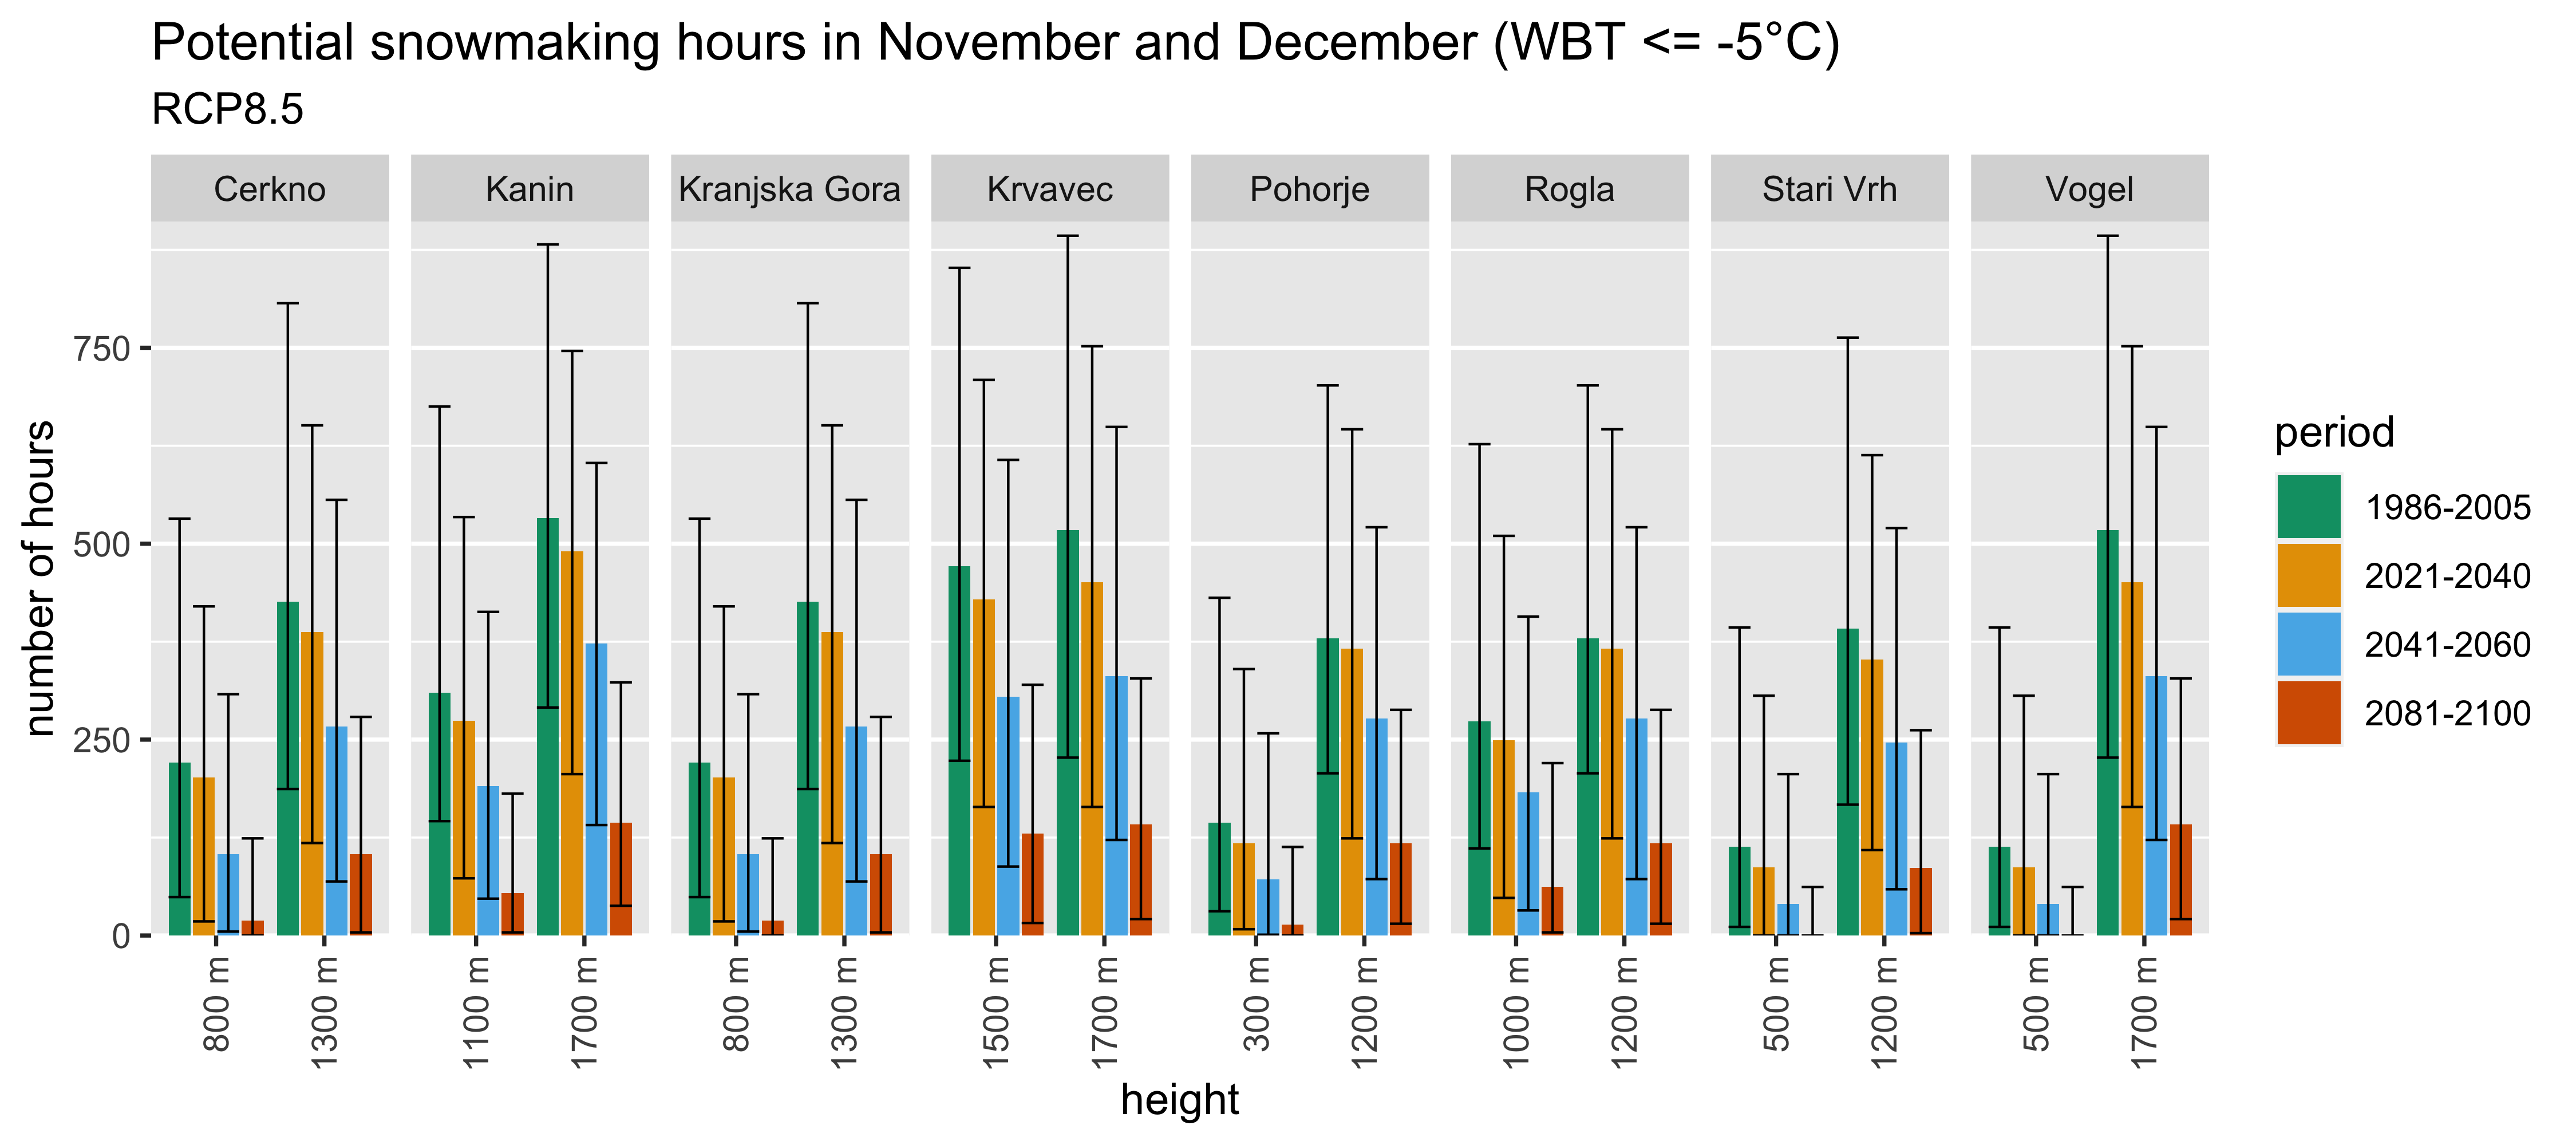 Potential snowmaking hours in November and December (WBT <= -5°C)
RCP8.5
Cerkno Kanin Kranjska Gora Krvavec Pohorje Rogla Stari Vrh Vogel
number of hours
750
500
250
0
800 m 1300 m 1100 m 1700 m 800 m 1300 m 1500 m 1700 m 300 m 1200 m 1000 m 1200 m 500 m 1200 m 500 m 1700 m
height
period
1986-2005
2021-2040
2041-2060
2081-2100